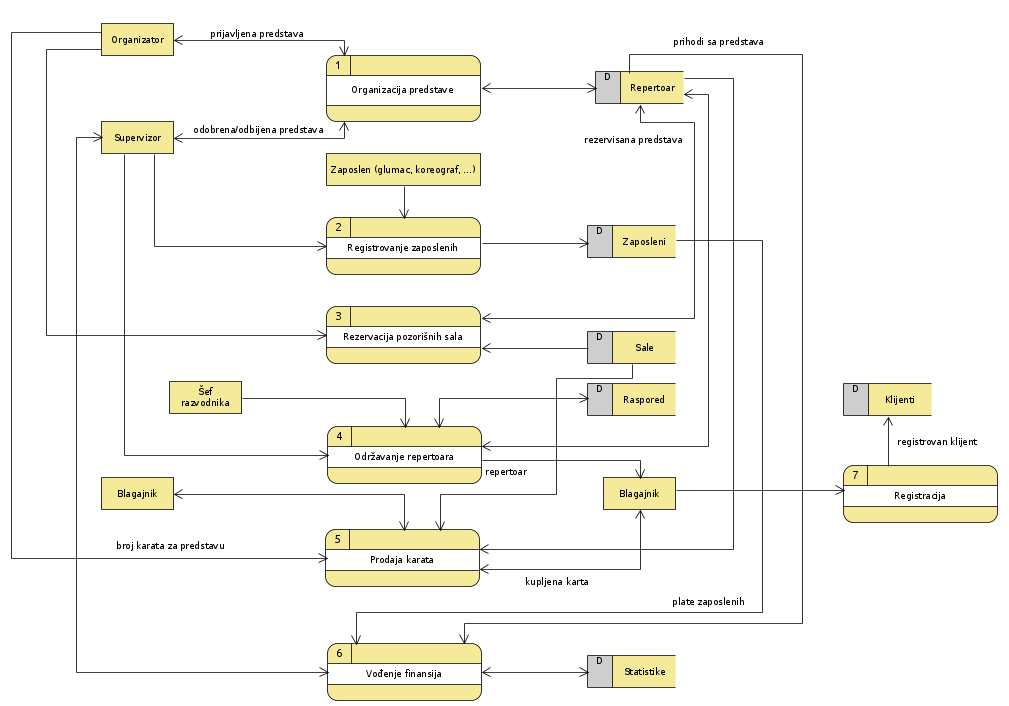 prijavljena predstava
Organizator
prihodi sa predstava
1
Organizacija predstave
D
Repertoar
odobrena/odbijena predstava
Supervizor
rezervisana predstava
Zaposlen (glumac, koreograf, ...)
2
Registrovanje zaposlenih
D
Zaposleni
3
Rezervacija pozorišnih sala
D
Sale
Šef
razvodnika
D
Raspored
D
Klijenti
4
Održavanje repertoara
registrovan klijent
repertoar
7
Registracija
Blagajnik
Blagajnik
5
Prodaja karata
broj karata za predstavu
kupljena karta
plate zaposlenih
6
Vođenje finansija
D
Statistike